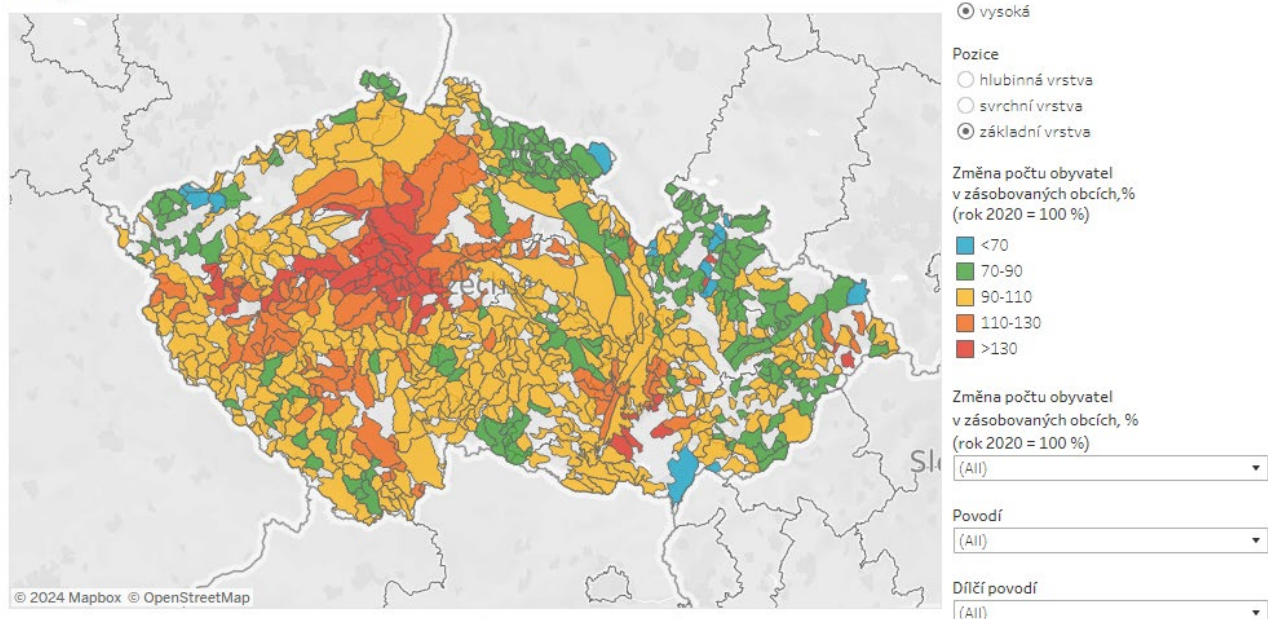 vysoká
Pozice
hlubinná vrstva
svrchní vrstva
základní vrstva
Změna počtu obyvatel
v zásobovaných obcích,%
(rok 2020 = 100 %)
<70
70-90
90-110
110-130
>130
Změna počtu obyvatel
v zásobovaných obcích, %
(rok 2020 = 100 %)
(All)
Povodí
(All)
Dílčí povodí
(All)
© 2024 Mapbox © OpenStreetMap